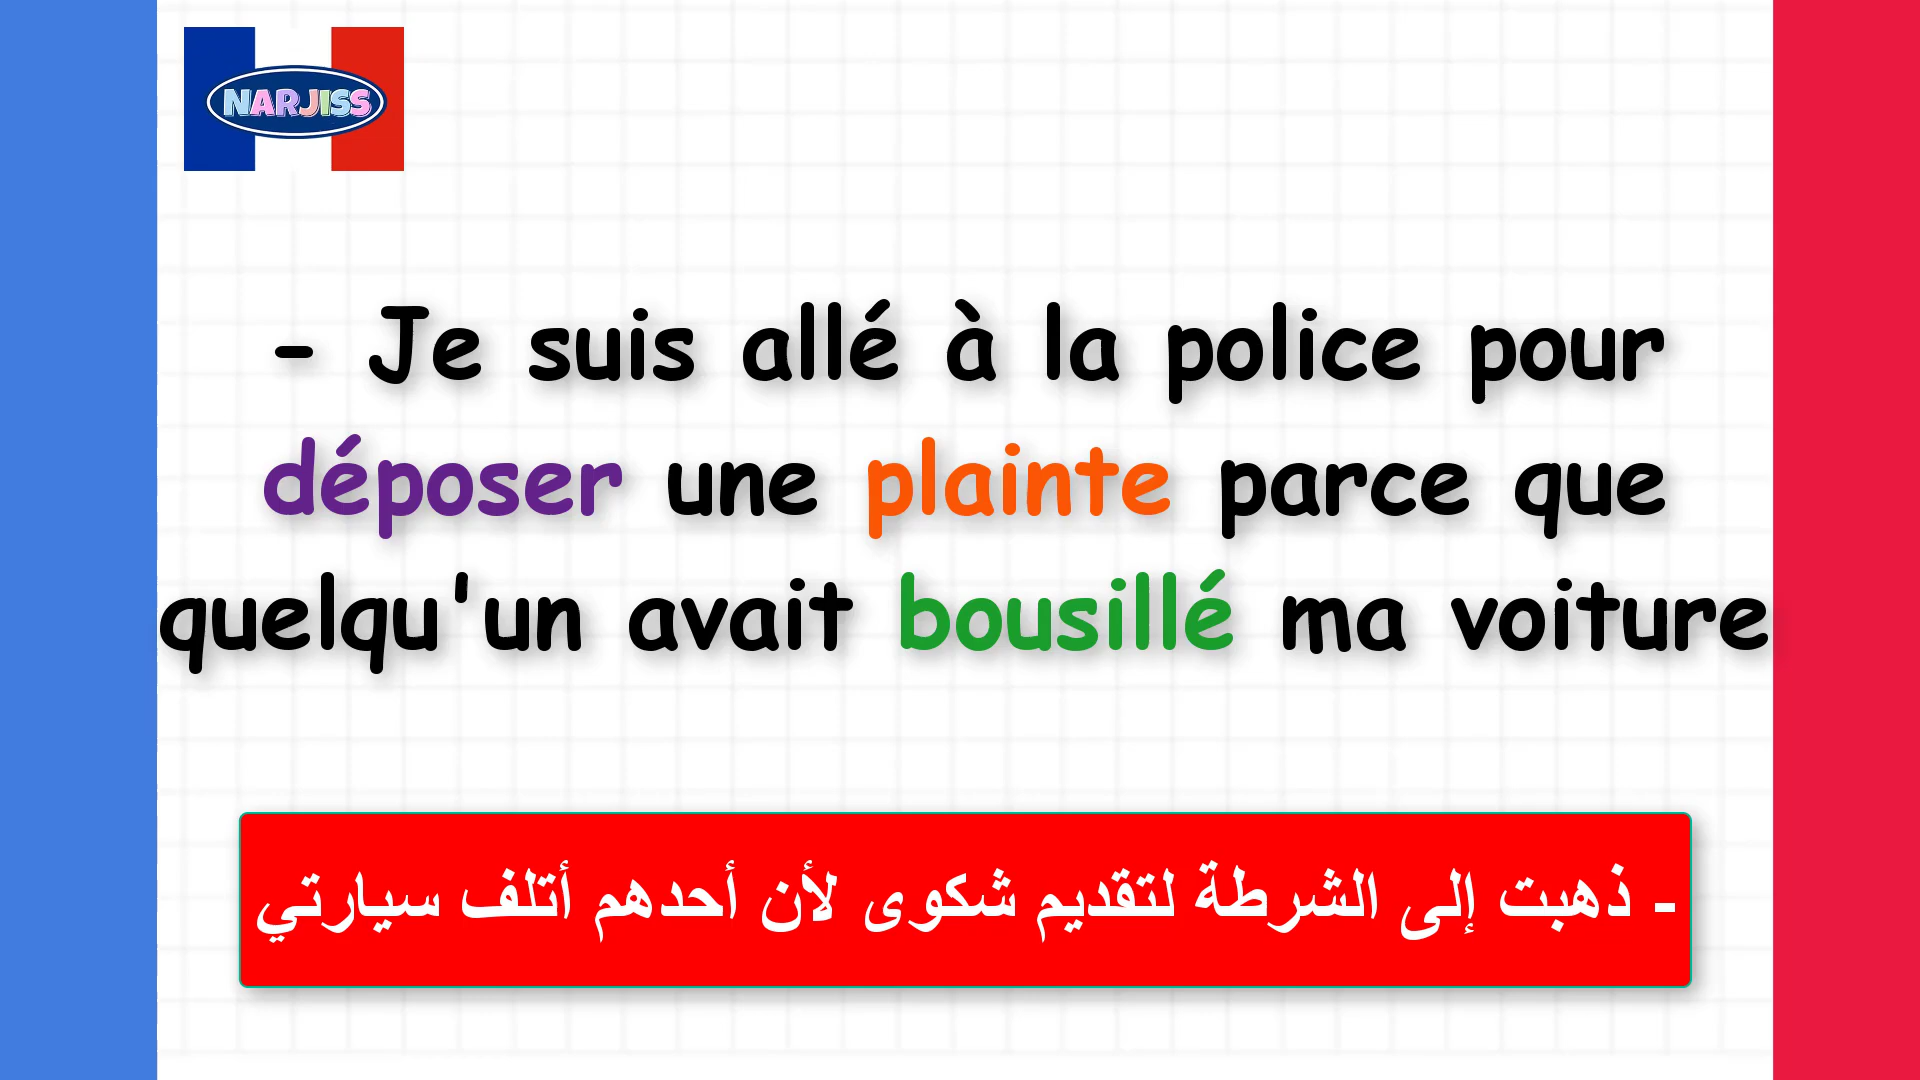 NARJISS
- Je suis allé à la police pour
déposer une plainte parce que
quelqu'un avait bousillé ma voiture
- ذهبت إلى الشرطة لتقديم شكوى لأن أحدهم أتلف سيارتي